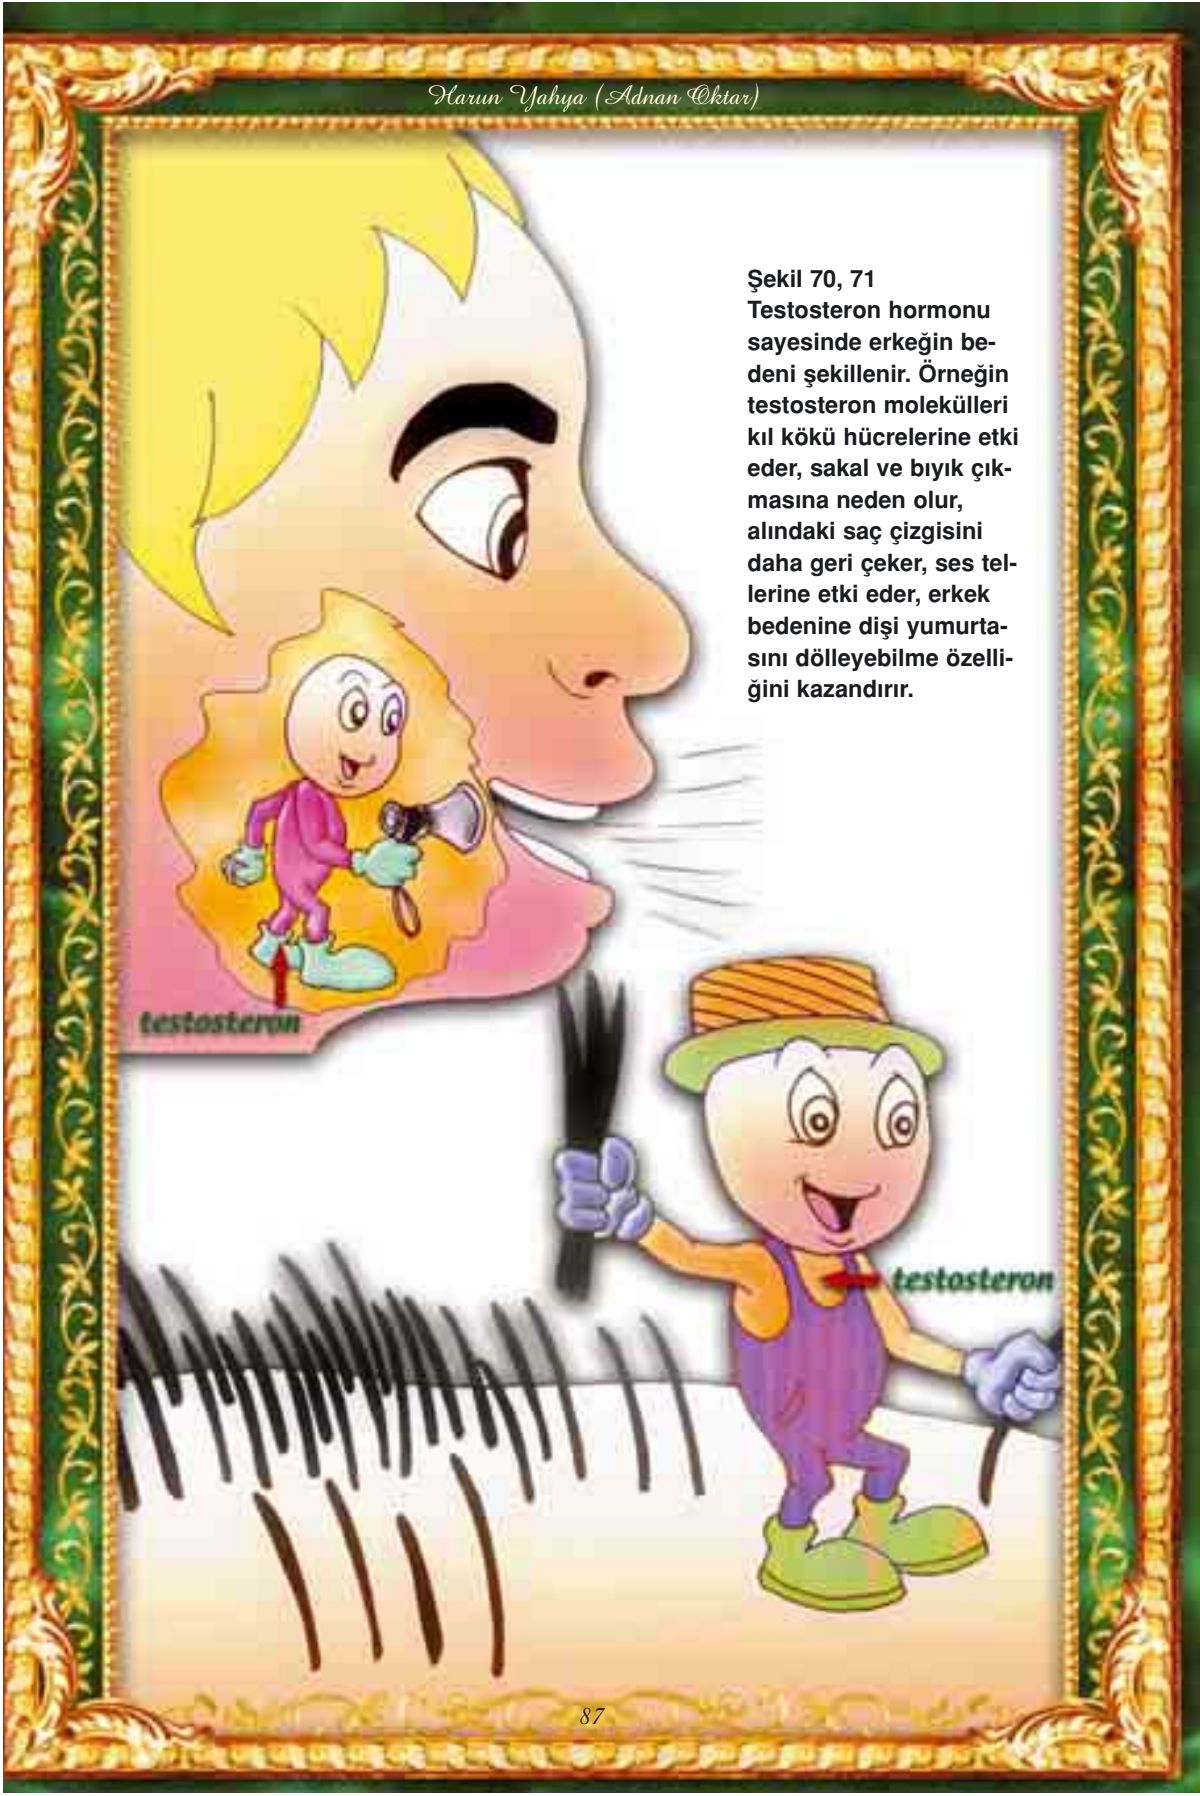 Harun Yahya (Adnan Oktar)
Şekil 70, 71
Testosteron hormonu
sayesinde erkeğin be-
deni şekillenir. Örneğin
testosteron molekülleri
kıl kökü hücrelerine etki
eder, sakal ve bıyık çık-
masına neden olur,
alındaki saç çizgisini
daha geri çeker, ses tel-
lerine etki eder, erkek
bedenine dişi yumurta-
sını dölleyebilme özelli-
ğini kazandırır.
testosteron
testosteron
87